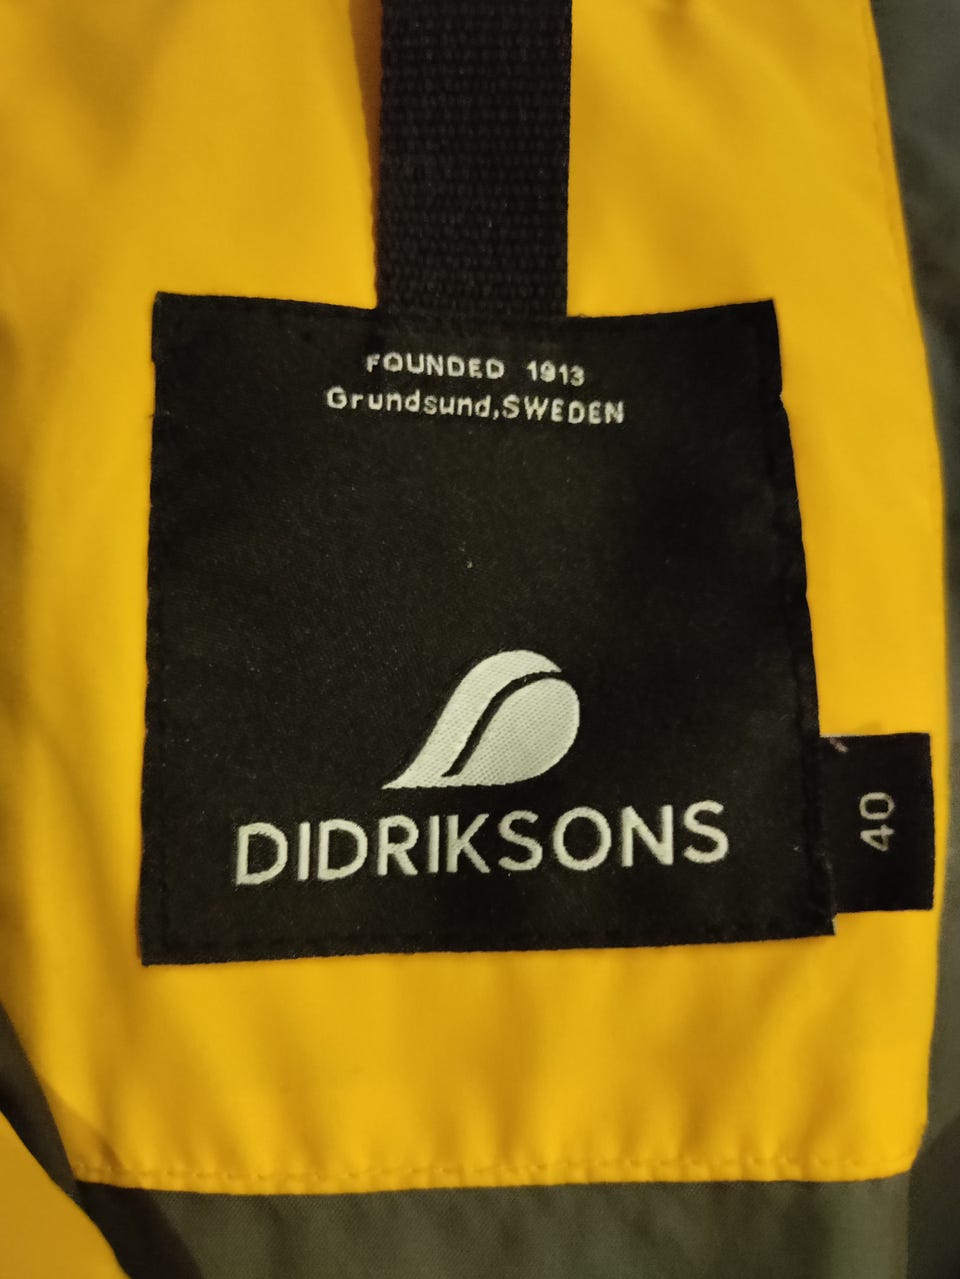 FOUNDED 1913
Grundsund,SWEDEN
DIDRIKSONS
40